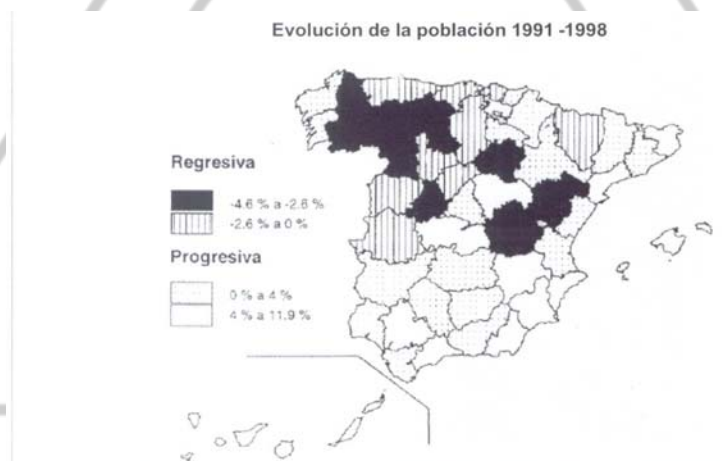 Evolución de la población 1991 -1998
Regresiva
-4.6 % a -2.6 %
-2.6 % a 0 %
Progresiva
0 % a 4 %
4 % a 11.9 %